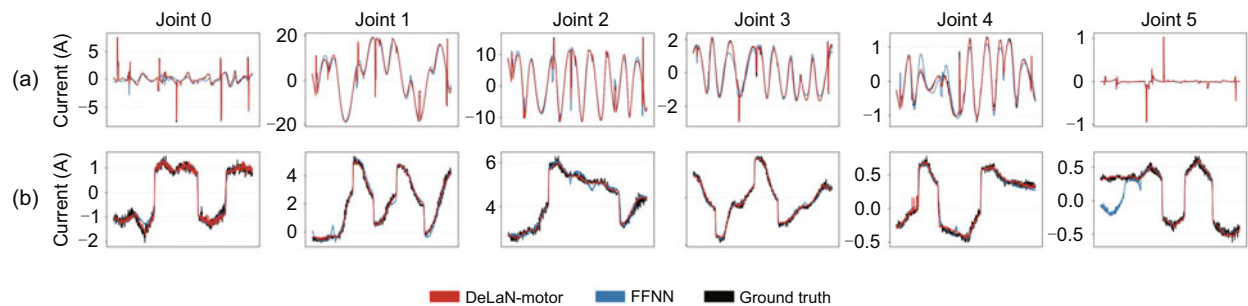 Joint 0 Joint 1 Joint 2 Joint 3 Joint 4 Joint 5
(a)
Current (A)
5 0 −5
20 0 −20
10 0 −10
2 0 −2
1 0 −1
1 0 −1
(b)
Current (A)
1 0 −1 −2
4 2 0
6 4
4 2 0
0.5 0.0 −0.5
0.5 0.0 −0.5
DeLaN-motor FFNN Ground truth